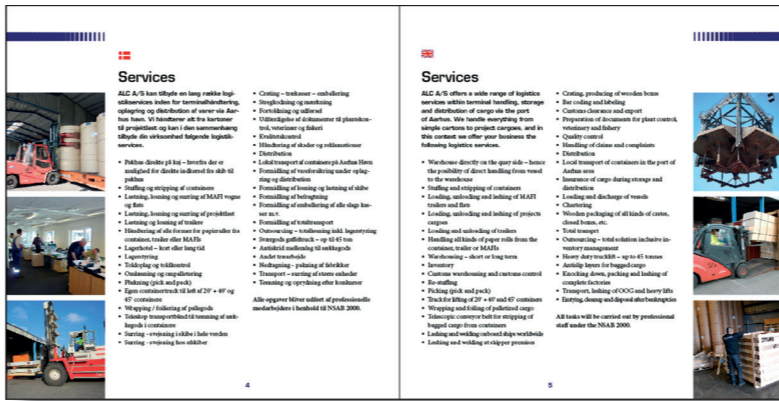 Services
ALC A/S kan tilbyde en lang række logi-
stikservices inden for terminalhåndtering,
oplagring og distribution af varer via Aar-
hus havn. Vi håndterer alt fra kartoner
til projektlast og kan i den sammenhæng
tilbyde din virksomhed følgende logistik-
services.
• Pakhus direkte på kaj – hvorfra der er
mulighed for direkte indlosning fra skib til
pakhus
• Stuffing og stripping af containere
• Lastning, losning og surring af MAFI vogne
og flats
• Lastning, losning og surring af projektlast
• Lastning og losning af trailere
• Håndtering af alle former for papirruller fra
container, trailer eller MAFIs
• Lagerhotel – kort eller lang tid
• Lagerstyring
• Toldoplag og toldkontrol
• Omlastning og ompalletering
• Plukning (pick and pack)
• Egen containertruck til løft af 20' + 40' og
45' containere
• Wrapping / foliering af pallegods
• Teleskop transportbånd til tømning af sæk-
kegods i containere
• Surring - svejsning i skibe i hele verden
• Surring - svejsning hos afskiber
• Crating – trækasser – emballering
• Stregkodning og mærkning
• Fortoldning og udførsel
• Udfærdigelse af dokumenter til plantekon-
trol, veterinær og fiskeri
• Kvalitetskontrol
• Håndtering af skader og reklamationer
• Distribution
• Lokal transport af containere på Aarhus Havn
• Formidling af vareforsikring under oplag-
ring og distribution
• Formidling af losning og lastning af skibe
• Formidling af befragtning
• Formidling af emballering af alle slags kas-
ser m.v.
• Formidling af totaltransport
• Outsourcing – totalløsning inkl. lagerstyring
• Sværgods gaffeltruck – op til 45 ton
• Antiskrid mellemlæg til sækkegods
• Andet træarbejde
• Nedtagning - pakning af fabrikker
• Transport – surring af større enheder
• Tømning og oprydning efter konkurser
Alle opgaver bliver udført af professionelle
medarbejdere i henhold til NSAB 2000.
4
Services
ALC A/S offers a wide range of logistics
services within terminal handling, storage
and distribution of cargo via the port
of Aarhus. We handle everything from
simple cartons to project cargoes, and in
this context we offer your business the
following logistic services.
• Warehouse directly on the quay side – hence
the posibility of direct handling from vessel
to the warehouse
• Stuffing and stripping of containers
• Loading, unloading and lashing of MAFI
trailers and flats
• Loading, unloading and lashing of projects
cargoes
• Loading and unloading of trailers
• Handling all kinds of paper rolls from the
container, trailer or MAFIs
• Warehousing – short or long term
• Inventory
• Customs warehousing and customs control
• Re-stuffing
• Picking (pick and pack)
• Truck for lifting of 20' + 40' and 45' containers
• Wrapping and foiling of palletized cargo
• Telescopic conveyor belt for stripping of
bagged cargo from containers
• Lashing and welding onboard ships worldwide
• Lashing and welding at skipper premises
• Crating, producing of wooden boxes
• Bar coding and labeling
• Customs clearance and export
• Preparation of documents for plant control,
veterinary and fishery
• Quality control
• Handling of claims and complaints
• Distribution
• Local transport of containers in the port of
Aarhus area
• Insurance of cargo during storage and
distribution
• Loading and discharge of vessels
• Chartering
• Wooden packaging of all kinds of crates,
closed boxes, etc.
• Total transprt
• Outsourcing – total solution inclusive in-
ventory management
• Heavy duty trucklift – up to 45 tonnes
• Antislip layers for bagged cargo
• Knocking down, packing and lashing of
complete factories
• Transport, lashing of OOG and heavy lifts
• Emtying, cleanup and disposal after bankruptcies
All tasks will be carried out by professional
staff under the NSAB 2000.
5